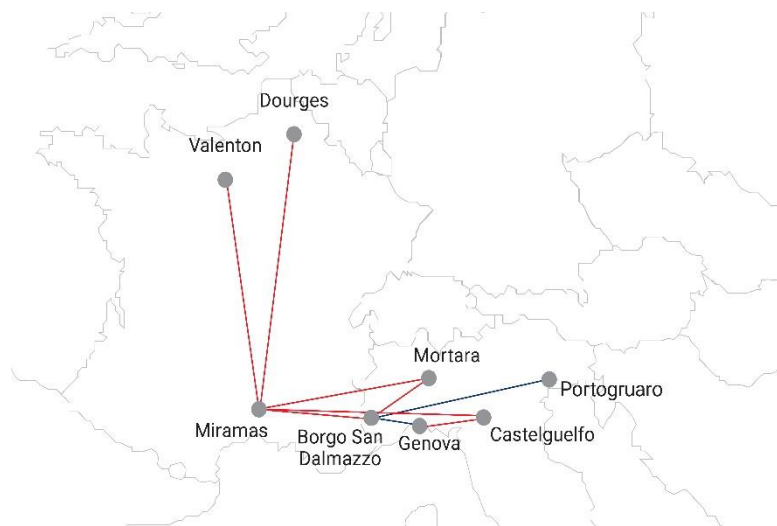 Dourges
Valenton
Mortara
Portogruaro
Miramas
Borgo San
Dalmazzo
Genova
Castelguelfo